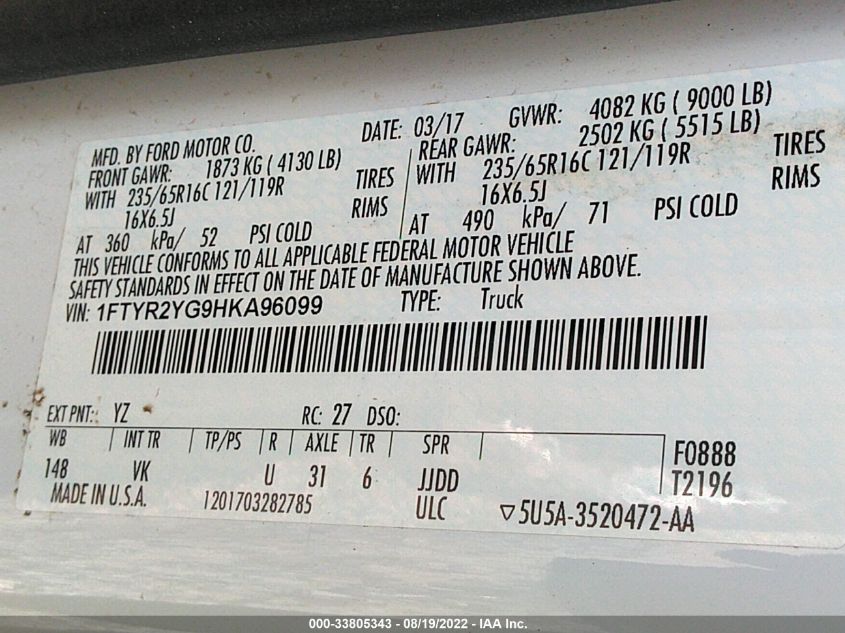 MFD. BY FORD MOTOR CO. DATE: 03/17 GVWR: 4082 KG ( 9000 LB)
FRONT GAWR: 1873 KG ( 4130 LB) REAR GAWR: 2502 KG ( 5515 LB)
WITH 235/65R16C 121/119R TIRES WITH 235/65R16C 121/119R TIRES
16X6.5J RIMS 16X6.5J RIMS
AT 360 kPa/ 52 PSI COLD AT 490 kPa/ 71 PSI COLD
THIS VEHICLE CONFORMS TO ALL APPLICABLE FEDERAL MOTOR VEHICLE
SAFETY STANDARDS IN EFFECT ON THE DATE OF MANUFACTURE SHOWN ABOVE.
VIN: 1FTYR2YG9HKA96099 TYPE: Truck
EXT PNT: YZ RC: 27 DSO:
WB INT TR TP/PS R AXLE TR SPR F0888
148 VK U 31 6 JJDD T2196
MADE IN U.S.A. 1201703282785 ULC ▽5U5A-3520472-AA
000-33805343 - 08/19/2022 - IAA Inc.